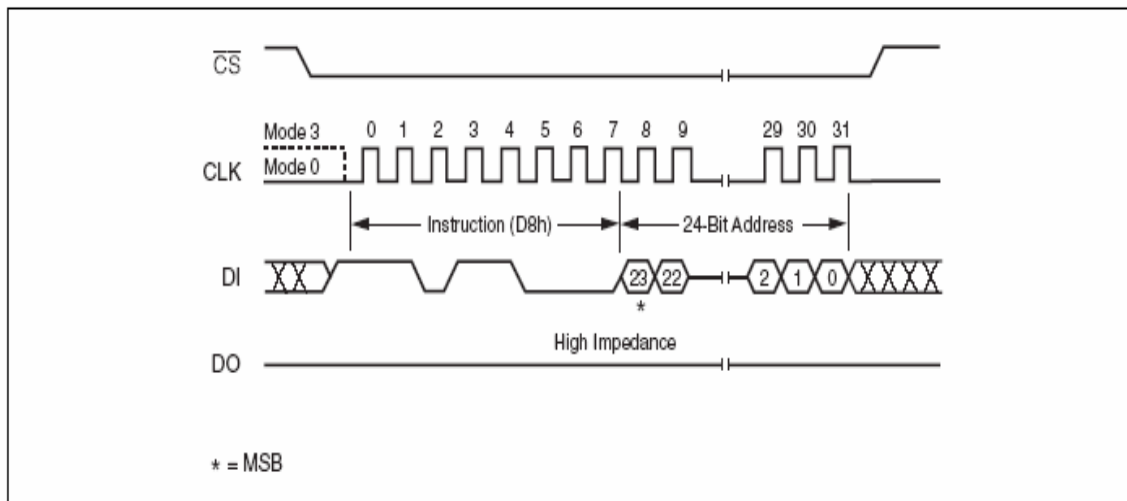 CS
Mode 3 0 1 2 3 4 5 6 7 8 9 29 30 31
CLK Mode 0
Instruction (D8h) 24-Bit Address
DI 23 22 2 1 0
*
High Impedance
DO
* = MSB